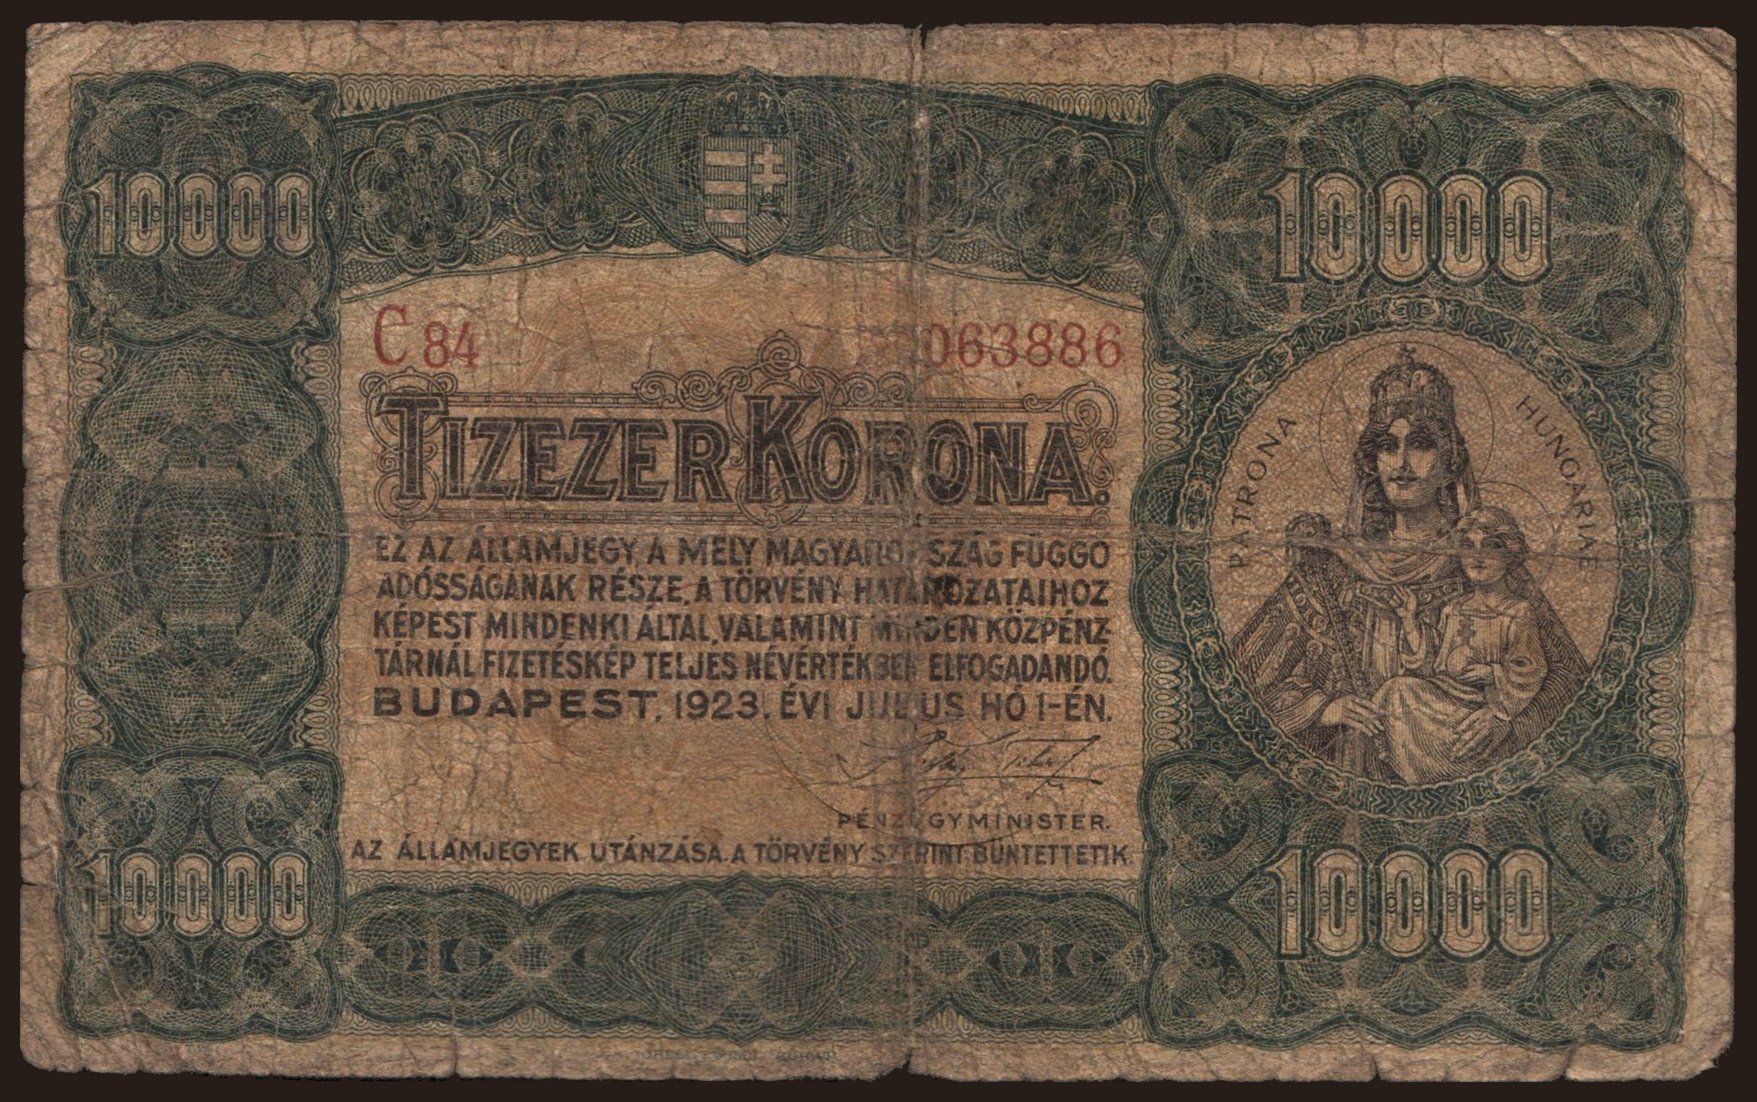 10000
10000
C 84
063886
TIZEZER KORONA.
PATRONA HUNGARIAE
EZ AZ ÁLLAMJEGY, A MELY MAGYARORSZÁG FÜGGŐ
ADÓSSÁGÁNAK RÉSZE, A TÖRVÉNY HATÁROZATAIHOZ
KÉPEST MINDENKI ÁLTAL, VALAMINT MINDEN KÖZPÉNZ-
TÁRNÁL FIZETÉSKÉP TELJES NÉVÉRTÉKBEN ELFOGADANDÓ.
BUDAPEST, 1923. ÉVI JULIUS HÓ 1-ÉN.
PÉNZÜGYMINISTER.
AZ ÁLLAMJEGYEK UTÁNZÁSA A TÖRVÉNY SZERINT BÜNTETTETIK.
10000
10000